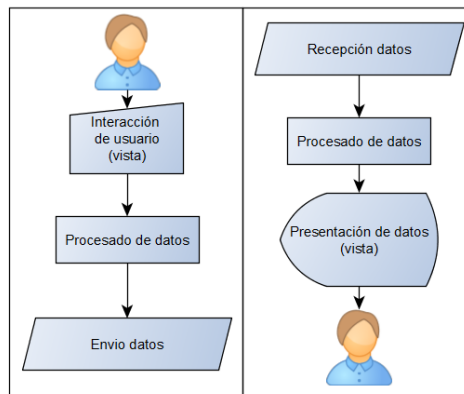 Interacción
de usuario
(vista)
Procesado de datos
Envio datos
Recepción datos
Procesado de datos
Presentación de datos
(vista)